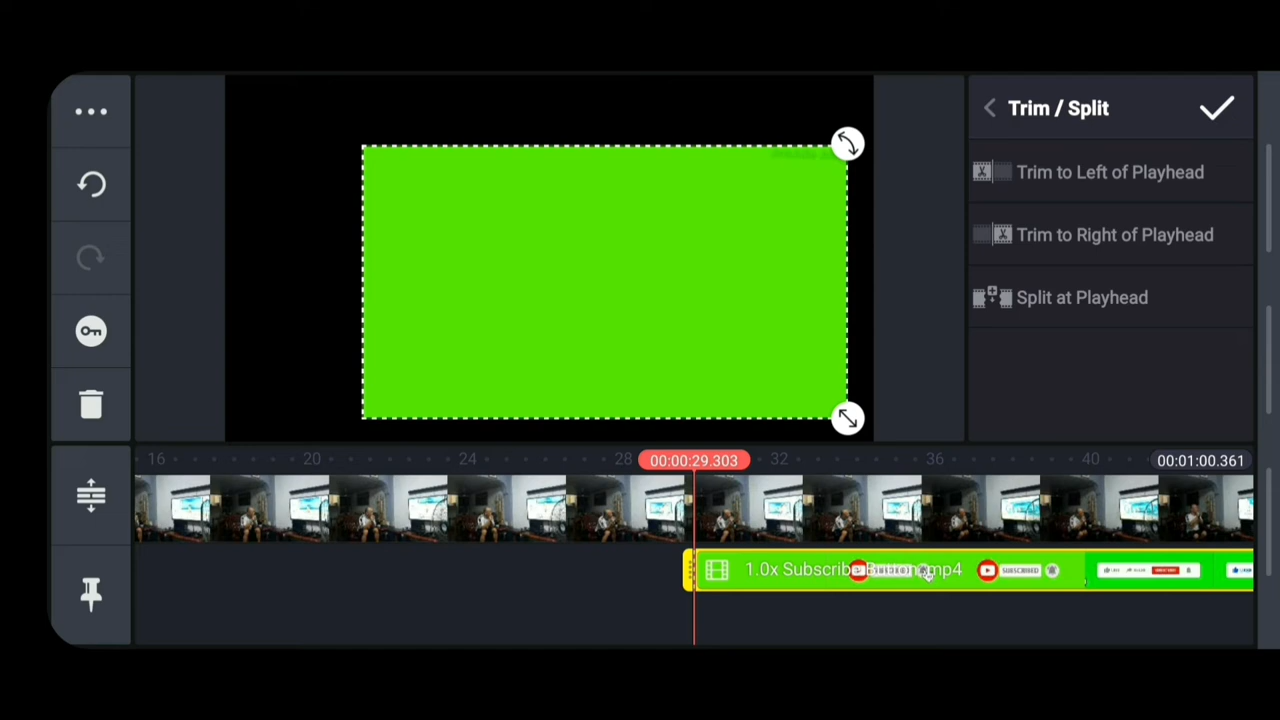 Trim / Split
Trim to Left of Playhead
Trim to Right of Playhead
Split at Playhead
16
20
24
28
00:00:29.303
32
36
40
00:01:00.361
1.0x Subscribe Button.mp4
SUBSCRIBED